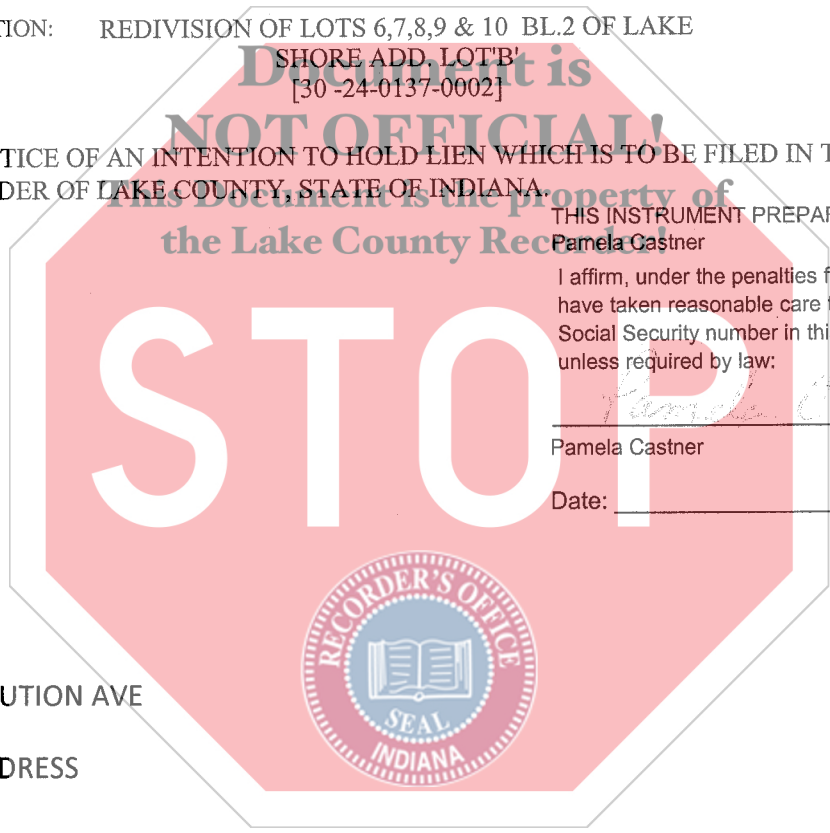 TION: REDIVISION OF LOTS 6,7,8,9 & 10 BL.2 OF LAKE
SHORE ADD. LOT'B'
[30 -24-0137-0002]
Document is
NOT OFFICIAL!
This Document is the property of
the Lake County Recorder!
TICE OF AN INTENTION TO HOLD LIEN WHICH IS TO BE FILED IN T
DER OF LAKE COUNTY, STATE OF INDIANA.
THIS INSTRUMENT PREPAR
Pamela Castner
I affirm, under the penalties f
have taken reasonable care t
Social Security number in thi
unless required by law:
Pamela C
Pamela Castner
Date:
STOP
RECORDER'S OFFICE
SEAL
INDIANA
UTION AVE
DRESS